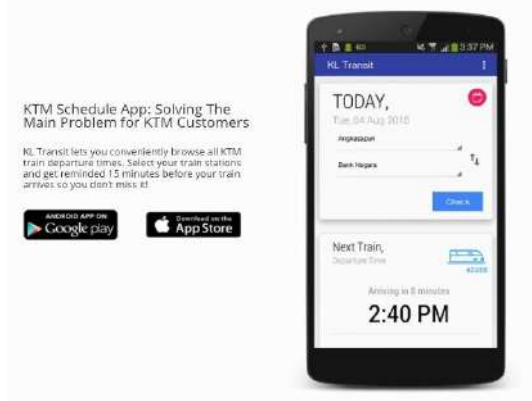 KTM Schedule App: Solving The
Main Problem for KTM Customers
KL Transit lets you conveniently browse all KTM
train departure times. Select your train stations
and get reminded 15 minutes before your train
arrives so you don't miss it!
ANDROID APP ON
Google play
Download on the
App Store
3:37 PM
KL Transit
TODAY,
Tue, 04 Aug 2015
Angkasapuri
Bank Negara
Check
Next Train,
Departure Time
Arriving in 8 minutes
2:40 PM